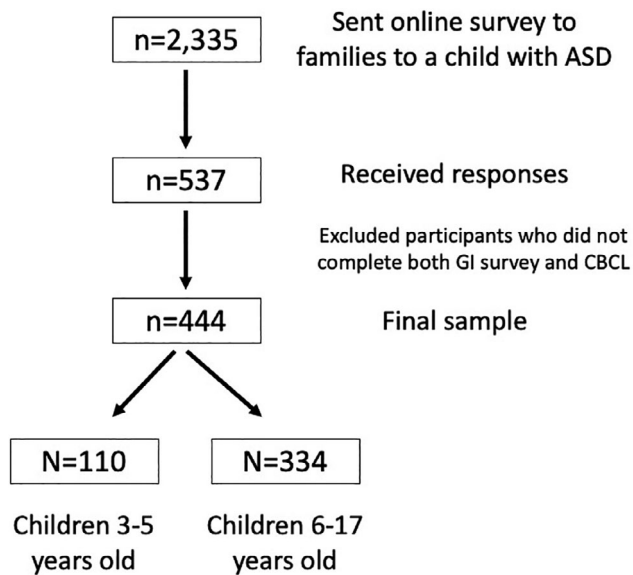 n=2,335
Sent online survey to
families to a child with ASD
n=537
Received responses
Excluded participants who did not
complete both GI survey and CBCL
n=444
Final sample
N=110
N=334
Children 3-5
years old
Children 6-17
years old